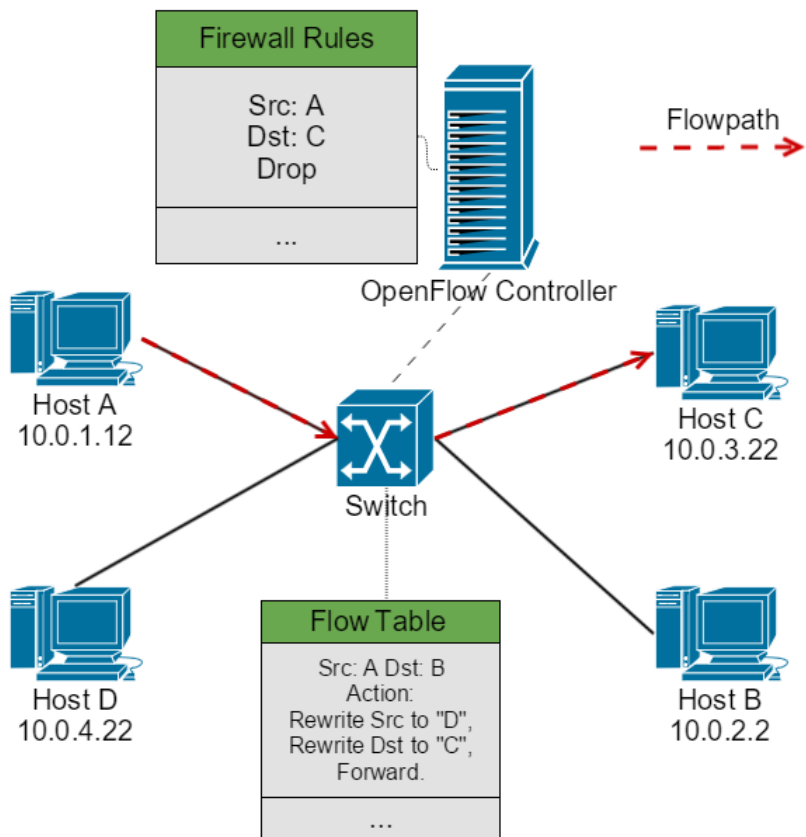 Firewall Rules
Src: A
Dst: C
Drop
...
Flowpath
OpenFlow Controller
Host A
10.0.1.12
Host C
10.0.3.22
Switch
Host D
10.0.4.22
Flow Table
Src: A Dst: B
Action:
Rewrite Src to "D",
Rewrite Dst to "C",
Forward.
...
Host B
10.0.2.2